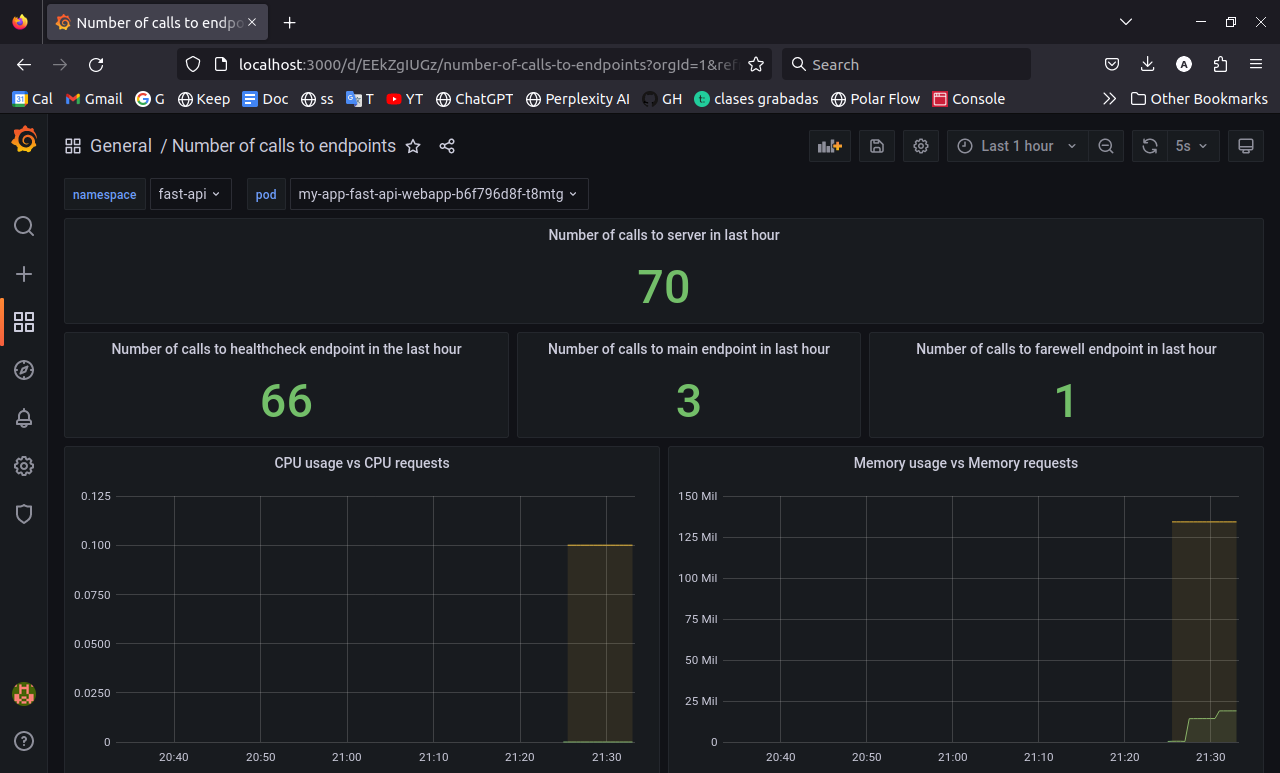 Number of calls to endpo
localhost:3000/d/EEkZgIUGz/number-of-calls-to-endpoints?orgId=1&ref
Search
Cal Gmail G Keep Doc ss T YT ChatGPT Perplexity AI GH clases grabadas Polar Flow Console Other Bookmarks
General / Number of calls to endpoints
Last 1 hour
5s
namespace fast-api pod my-app-fast-api-webapp-b6f796d8f-t8mtg
Number of calls to server in last hour
70
Number of calls to healthcheck endpoint in the last hour
66
Number of calls to main endpoint in last hour
3
Number of calls to farewell endpoint in last hour
1
CPU usage vs CPU requests
0.125
0.100
0.0750
0.0500
0.0250
0
20:40 20:50 21:00 21:10 21:20 21:30
Memory usage vs Memory requests
150 Mil
125 Mil
100 Mil
75 Mil
50 Mil
25 Mil
0
20:40 20:50 21:00 21:10 21:20 21:30